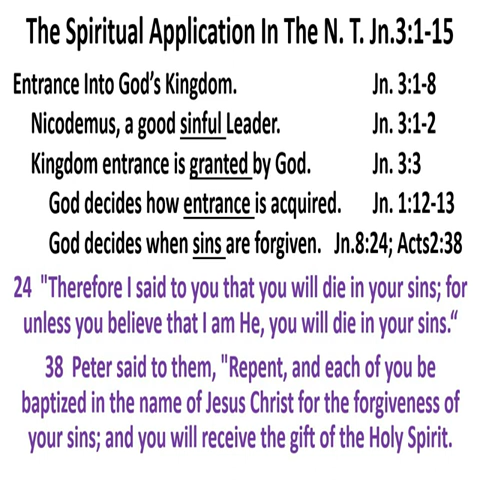 The Spiritual Application In The N. T. Jn.3:1-15
Entrance Into God's Kingdom. Jn. 3:1-8
Nicodemus, a good sinful Leader. Jn. 3:1-2
Kingdom entrance is granted by God. Jn. 3:3
God decides how entrance is acquired. Jn. 1:12-13
God decides when sins are forgiven. Jn.8:24; Acts2:38
24 "Therefore I said to you that you will die in your sins; for
unless you believe that I am He, you will die in your sins.“
38 Peter said to them, "Repent, and each of you be
baptized in the name of Jesus Christ for the forgiveness of
your sins; and you will receive the gift of the Holy Spirit.